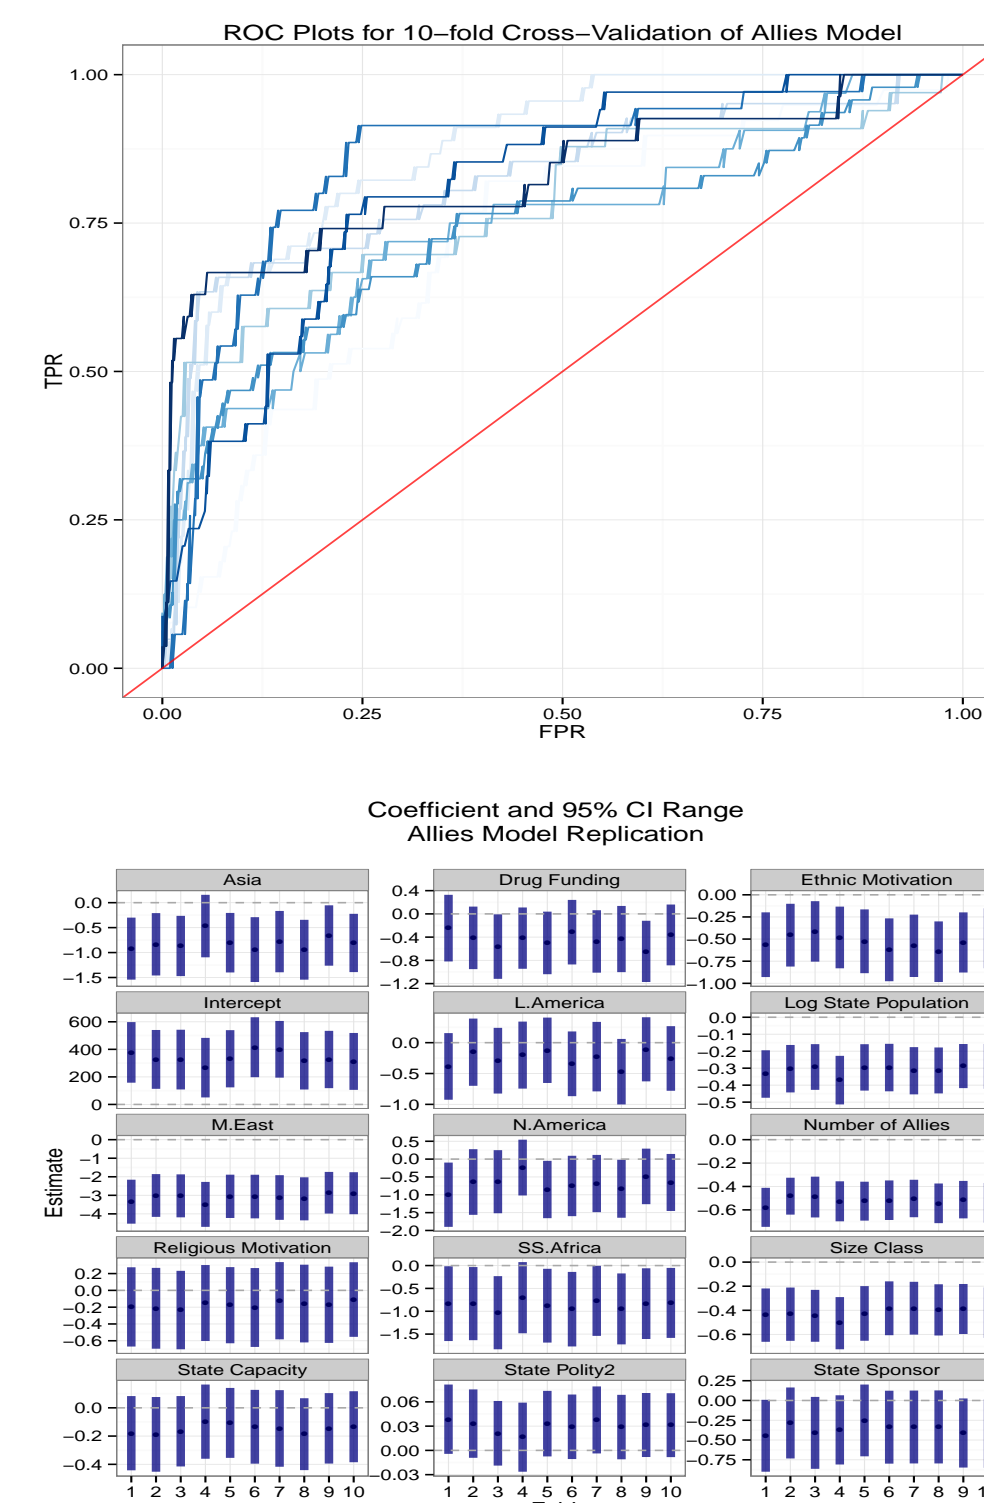 ROC Plots for 10−fold Cross−Validation of Allies Model
1.00
0.75
0.50
0.25
0.00
TPR
0.00 0.25 0.50 0.75 1.00
FPR
Coefficient and 95% CI Range
Allies Model Replication
Estimate
Asia Drug Funding Ethnic Motivation
0.0 0.4 0.00
−0.5 0.0 −0.25
−1.0 −0.4 −0.50
−1.5 −0.8 −0.75
−1.2 −1.00
Intercept L.America Log State Population
600 0.0 0.0
400 −0.5 −0.1
200 −1.0 −0.2
0 −0.3
−0.4
−0.5
M.East N.America Number of Allies
0 0.5 0.0
−1 0.0 −0.2
−2 −0.5 −0.4
−3 −1.0 −0.6
−4 −1.5
−2.0
Religious Motivation SS.Africa Size Class
0.2 0.0 0.0
0.0 −0.5 −0.2
−0.2 −1.0 −0.4
−0.4 −1.5 −0.6
−0.6
State Capacity State Polity2 State Sponsor
0.0 0.06 0.25
−0.2 0.03 0.00
−0.4 0.00 −0.25
−0.03 −0.50
−0.75
1 2 3 4 5 6 7 8 9 10 1 2 3 4 5 6 7 8 9 10 1 2 3 4 5 6 7 8 9